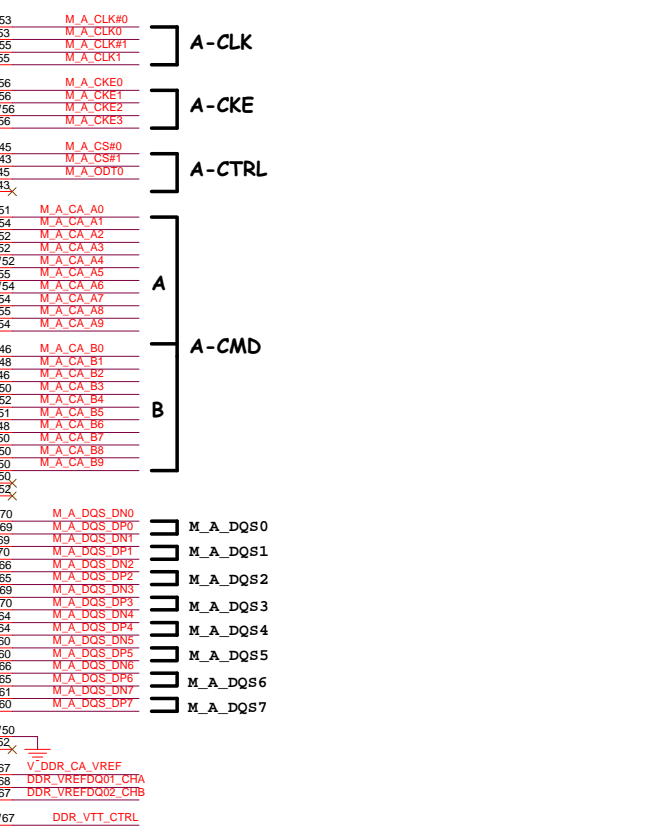 53 M_A_CLK#0
53 M_A_CLK0
55 M_A_CLK#1
55 M_A_CLK1
A-CLK
56 M_A_CKE0
56 M_A_CKE1
/56 M_A_CKE2
56 M_A_CKE3
A-CKE
45 M_A_CS#0
43 M_A_CS#1
45 M_A_ODT0
43
A-CTRL
51 M_A_CA_A0
54 M_A_CA_A1
52 M_A_CA_A2
52 M_A_CA_A3
/52 M_A_CA_A4
55 M_A_CA_A5
/54 M_A_CA_A6
54 M_A_CA_A7
55 M_A_CA_A8
54 M_A_CA_A9
A
A-CMD
46 M_A_CA_B0
48 M_A_CA_B1
46 M_A_CA_B2
50 M_A_CA_B3
52 M_A_CA_B4
51 M_A_CA_B5
48 M_A_CA_B6
50 M_A_CA_B7
50 M_A_CA_B8
50 M_A_CA_B9
50
52
B
70 M_A_DQS_DN0
69 M_A_DQS_DP0 M_A_DQS0
69 M_A_DQS_DN1
70 M_A_DQS_DP1 M_A_DQS1
66 M_A_DQS_DN2
65 M_A_DQS_DP2 M_A_DQS2
69 M_A_DQS_DN3
70 M_A_DQS_DP3 M_A_DQS3
64 M_A_DQS_DN4
64 M_A_DQS_DP4 M_A_DQS4
60 M_A_DQS_DN5
60 M_A_DQS_DP5 M_A_DQS5
66 M_A_DQS_DN6
65 M_A_DQS_DP6 M_A_DQS6
61 M_A_DQS_DN7
60 M_A_DQS_DP7 M_A_DQS7
/50
52
67 V_DDR_CA_VREF
68 DDR_VREFDQ01_CHA
67 DDR_VREFDQ02_CHB
/67 DDR_VTT_CTRL